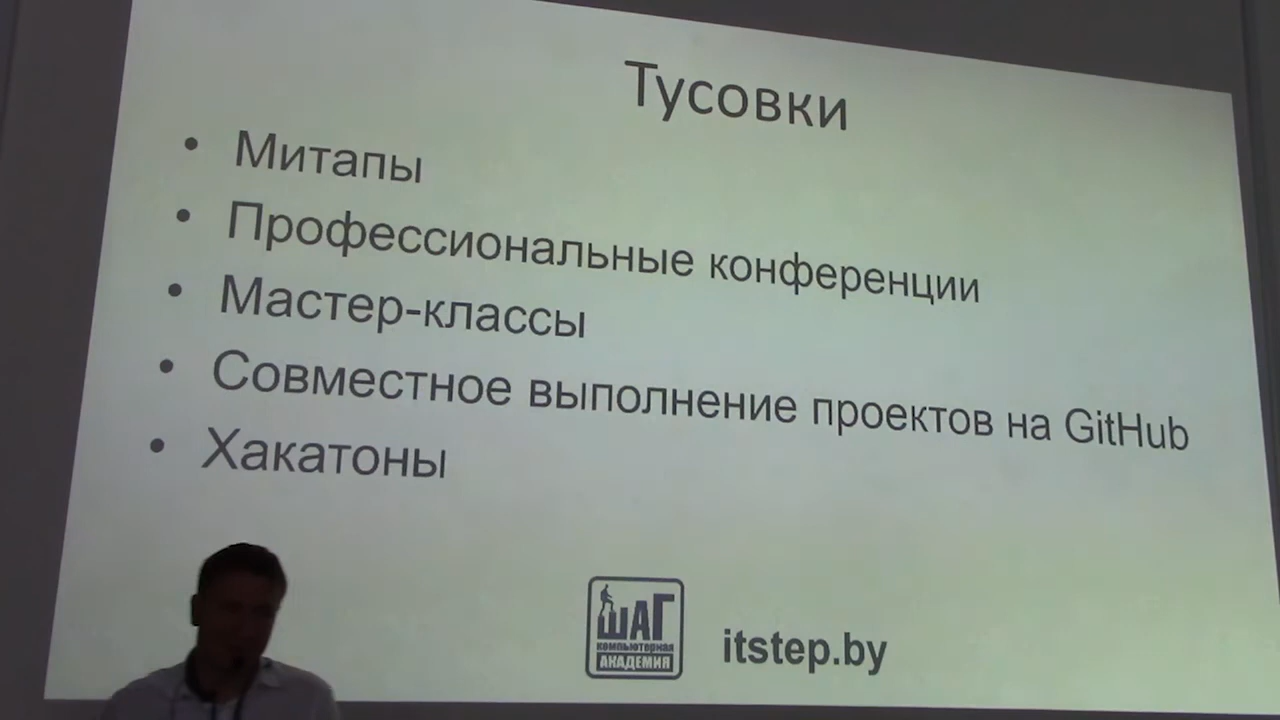 Тусовки
• Митапы
• Профессиональные конференции
• Мастер-классы
• Совместное выполнение проектов на GitHub
• Хакатоны
ШАГ
КОМПЬЮТЕРНАЯ
АКАДЕМИЯ
itstep.by